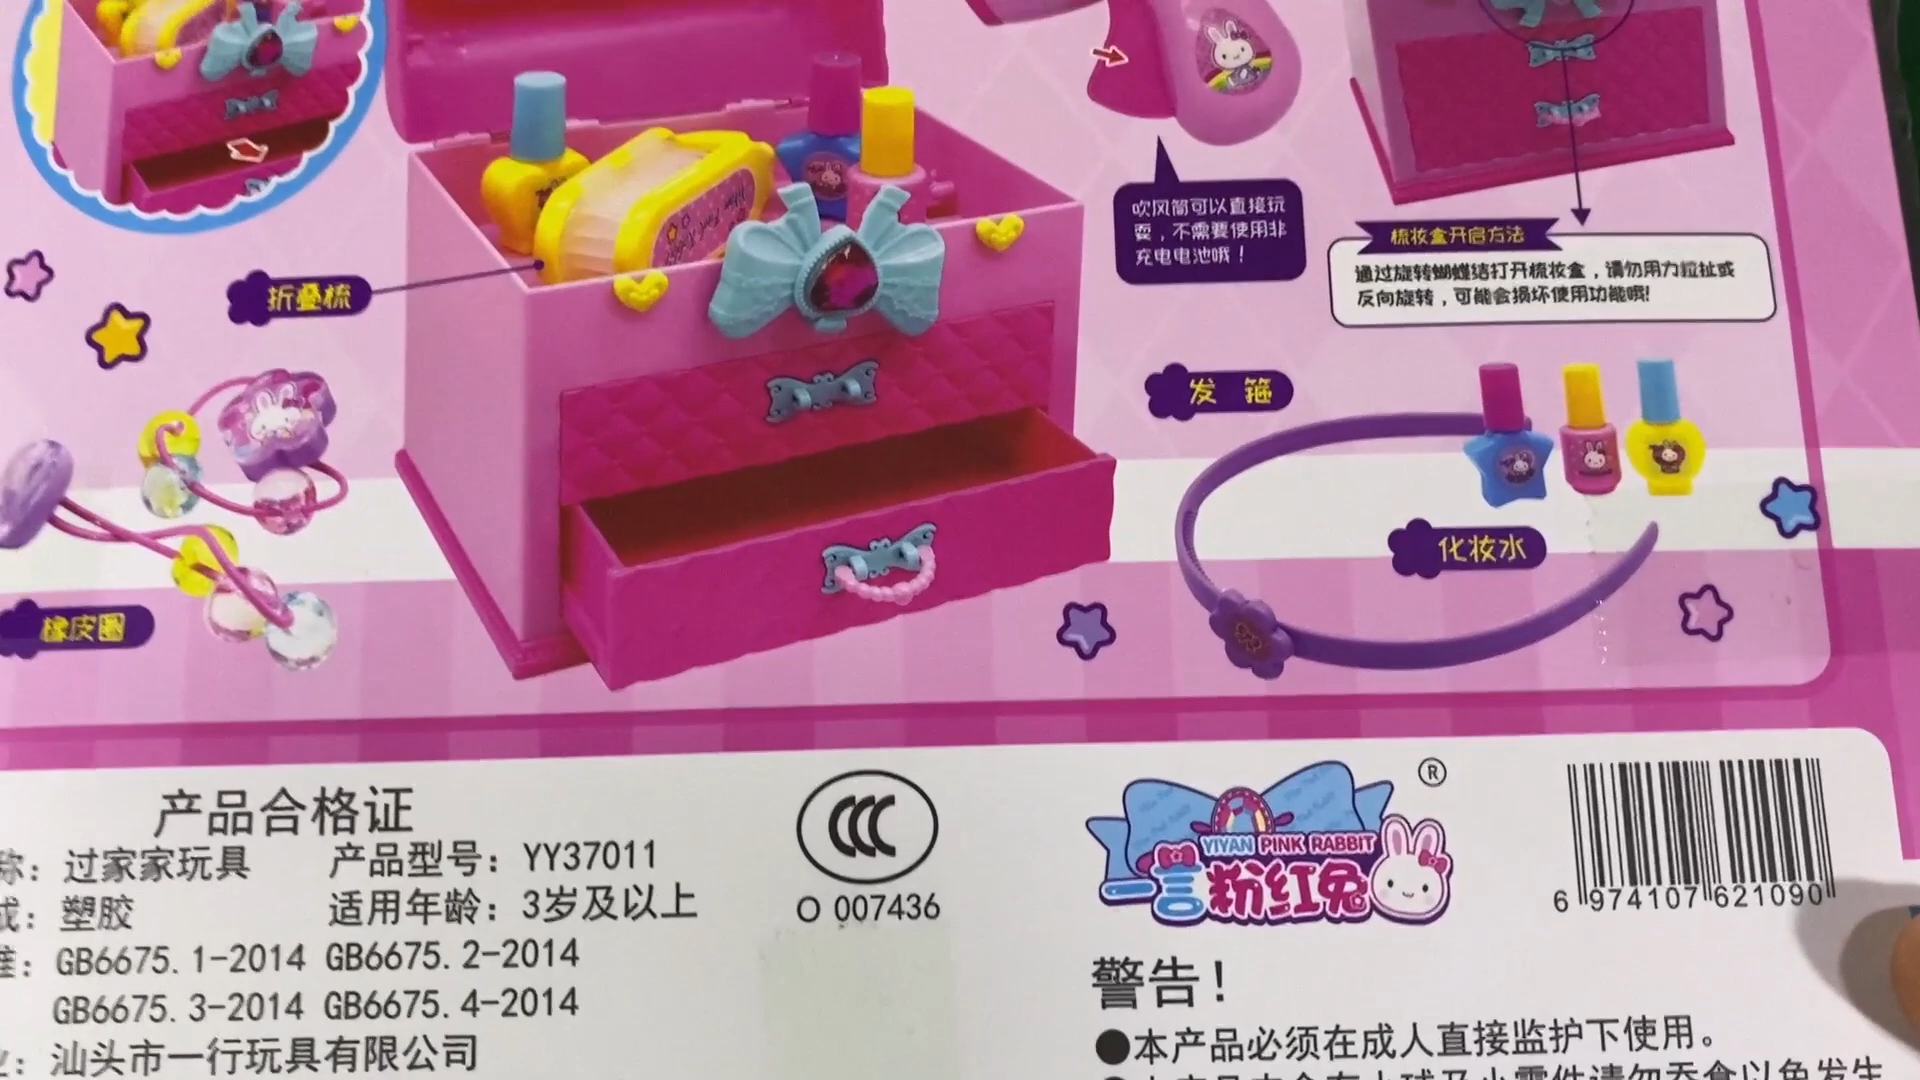 吹风筒可以直接玩
耍，不需要使用非
充电电池哦！
梳妆盒开启方法
通过旋转蝴蝶结打开梳妆盒，请勿用力拉扯或
反向旋转，可能会损坏使用功能哦!
折叠梳
发 箍
化妆水
橡皮圈
产品合格证
称：过家家玩具 产品型号：YY37011
成：塑胶 适用年龄：3岁及以上
准：GB6675.1-2014 GB6675.2-2014
GB6675.3-2014 GB6675.4-2014
业：汕头市一行玩具有限公司
CCC
O 007436
®
YIYAN PINK RABBIT
一言粉红兔
6 974107 621090
警告！
●本产品必须在成人直接监护下使用。